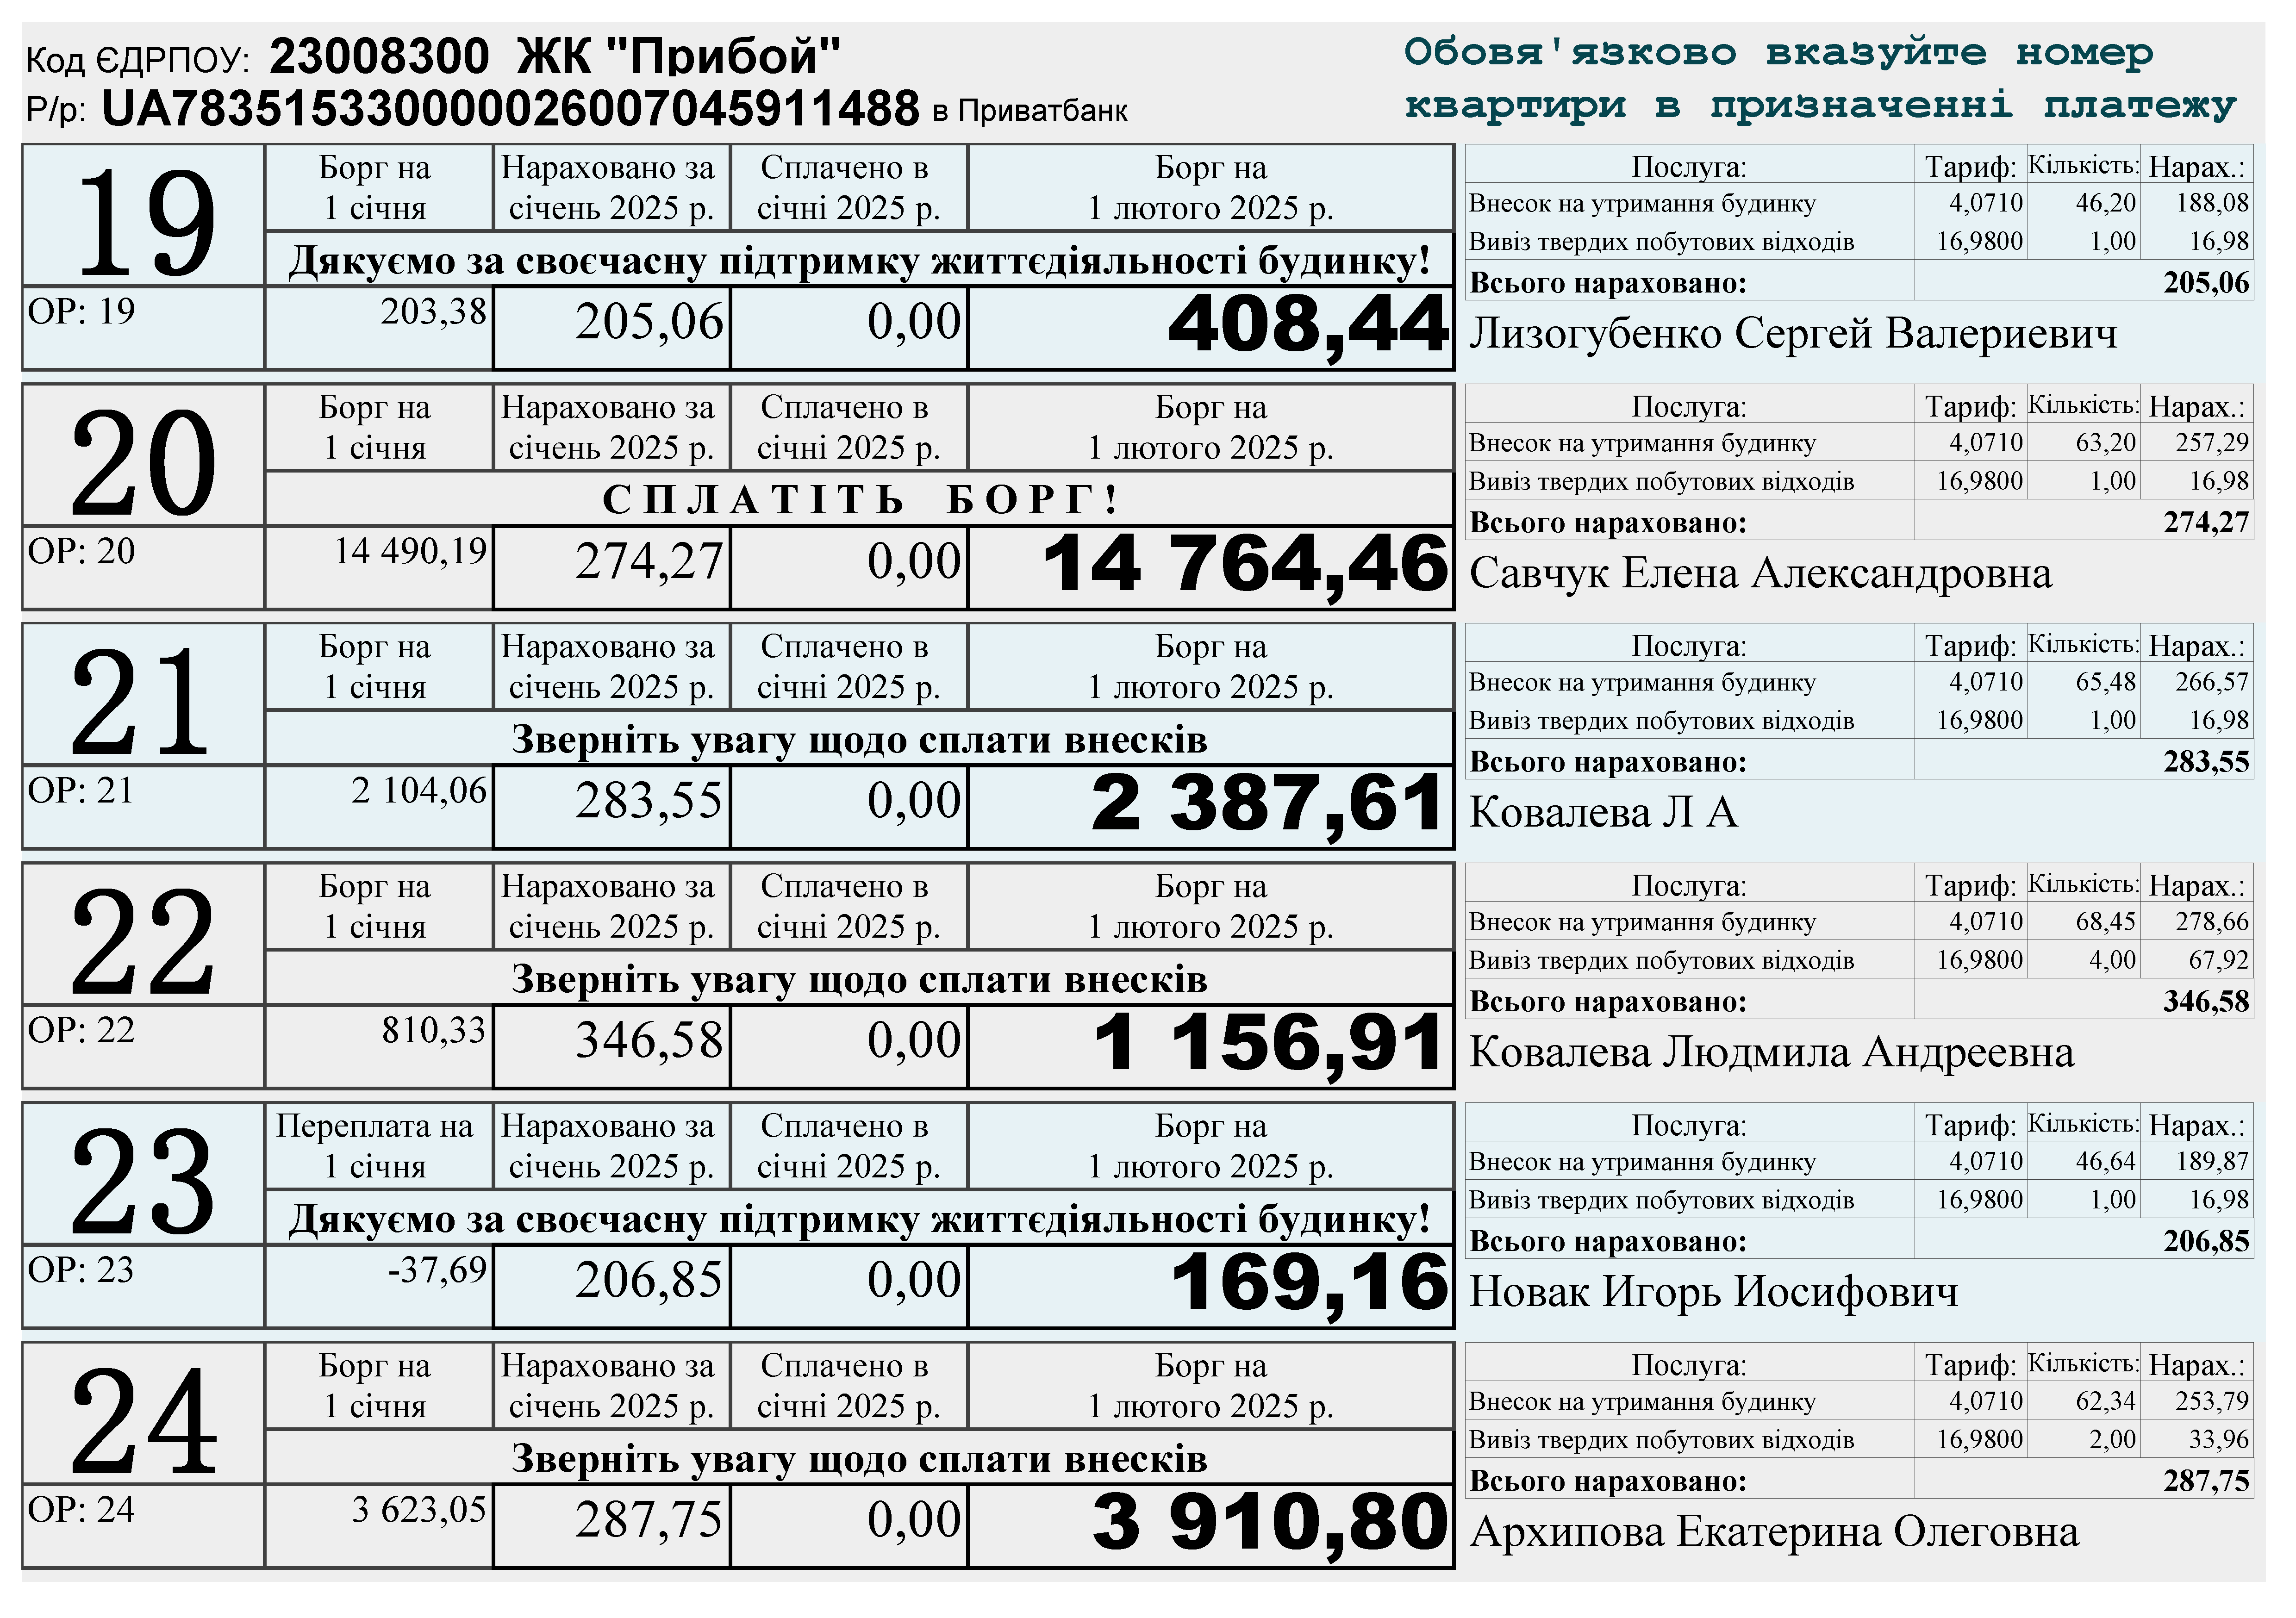 Код ЄДРПОУ: 23008300 ЖК "Прибой"
Р/р: UA783515330000026007045911488 в Приватбанк
Обовя'язково вказуйте номер
квартири в призначенні платежу
19
Борг на 1 січня Нараховано за січень 2025 р. Сплачено в січні 2025 р. Борг на 1 лютого 2025 р.
Дякуємо за своєчасну підтримку життєдіяльності будинку!
ОР: 19 203,38 205,06 0,00 408,44
Послуга: Тариф: Кількість: Нарах.:
Внесок на утримання будинку 4,0710 46,20 188,08
Вивіз твердих побутових відходів 16,9800 1,00 16,98
Всього нараховано: 205,06
Лизогубенко Сергей Валериевич
20
Борг на 1 січня Нараховано за січень 2025 р. Сплачено в січні 2025 р. Борг на 1 лютого 2025 р.
С П Л А Т І Т Ь Б О Р Г !
ОР: 20 14 490,19 274,27 0,00 14 764,46
Послуга: Тариф: Кількість: Нарах.:
Внесок на утримання будинку 4,0710 63,20 257,29
Вивіз твердих побутових відходів 16,9800 1,00 16,98
Всього нараховано: 274,27
Савчук Елена Александровна
21
Борг на 1 січня Нараховано за січень 2025 р. Сплачено в січні 2025 р. Борг на 1 лютого 2025 р.
Зверніть увагу щодо сплати внесків
ОР: 21 2 104,06 283,55 0,00 2 387,61
Послуга: Тариф: Кількість: Нарах.:
Внесок на утримання будинку 4,0710 65,48 266,57
Вивіз твердих побутових відходів 16,9800 1,00 16,98
Всього нараховано: 283,55
Ковалева Л А
22
Борг на 1 січня Нараховано за січень 2025 р. Сплачено в січні 2025 р. Борг на 1 лютого 2025 р.
Зверніть увагу щодо сплати внесків
ОР: 22 810,33 346,58 0,00 1 156,91
Послуга: Тариф: Кількість: Нарах.:
Внесок на утримання будинку 4,0710 68,45 278,66
Вивіз твердих побутових відходів 16,9800 4,00 67,92
Всього нараховано: 346,58
Ковалева Людмила Андреевна
23
Переплата на 1 січня Нараховано за січень 2025 р. Сплачено в січні 2025 р. Борг на 1 лютого 2025 р.
Дякуємо за своєчасну підтримку життєдіяльності будинку!
ОР: 23 -37,69 206,85 0,00 169,16
Послуга: Тариф: Кількість: Нарах.:
Внесок на утримання будинку 4,0710 46,64 189,87
Вивіз твердих побутових відходів 16,9800 1,00 16,98
Всього нараховано: 206,85
Новак Игорь Иосифович
24
Борг на 1 січня Нараховано за січень 2025 р. Сплачено в січні 2025 р. Борг на 1 лютого 2025 р.
Зверніть увагу щодо сплати внесків
ОР: 24 3 623,05 287,75 0,00 3 910,80
Послуга: Тариф: Кількість: Нарах.:
Внесок на утримання будинку 4,0710 62,34 253,79
Вивіз твердих побутових відходів 16,9800 2,00 33,96
Всього нараховано: 287,75
Архипова Екатерина Олеговна